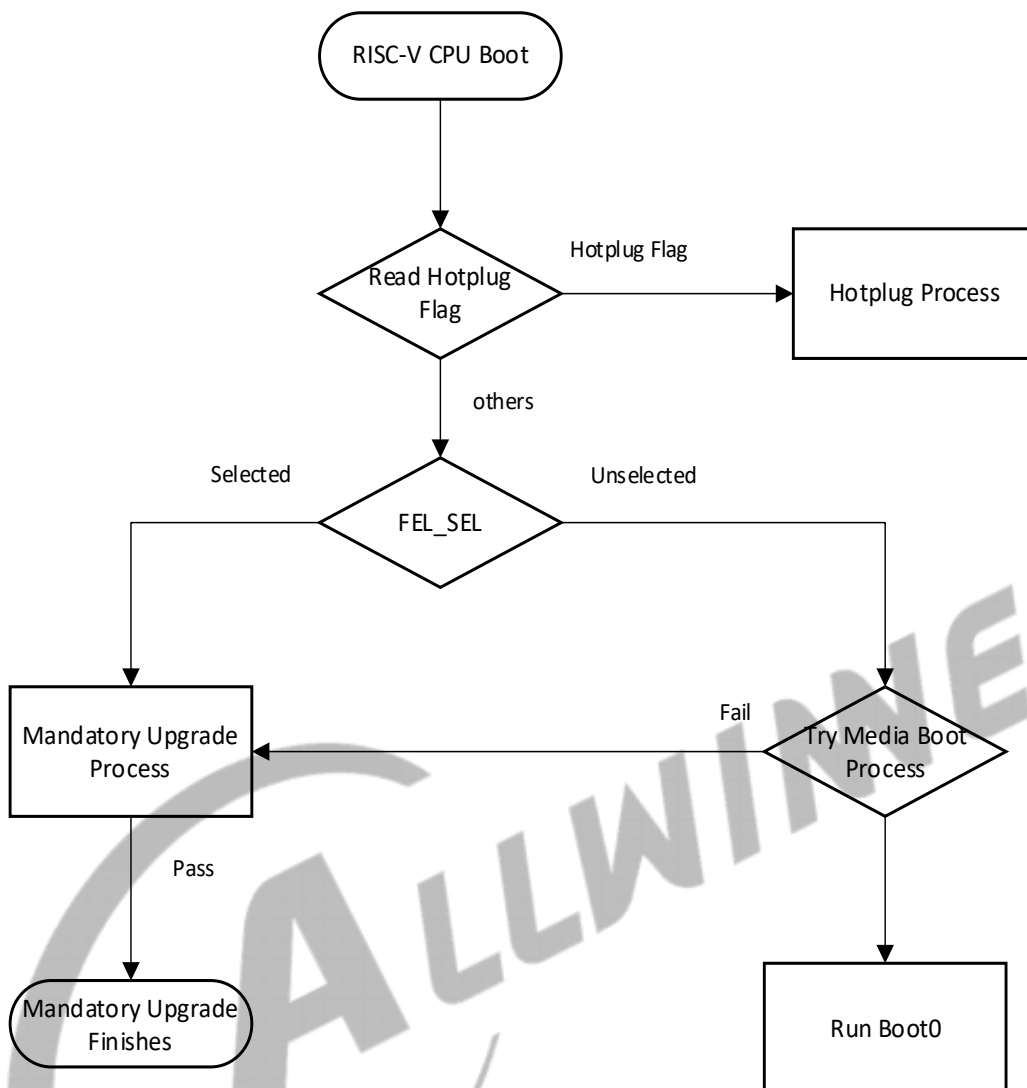 RISC-V CPU Boot
Read Hotplug
Flag
Hotplug Flag
Hotplug Process
others
Selected
Unselected
FEL_SEL
Mandatory Upgrade
Process
Fail
Try Media Boot
Process
Pass
Mandatory Upgrade
Finishes
Run Boot0
ALLWINNE